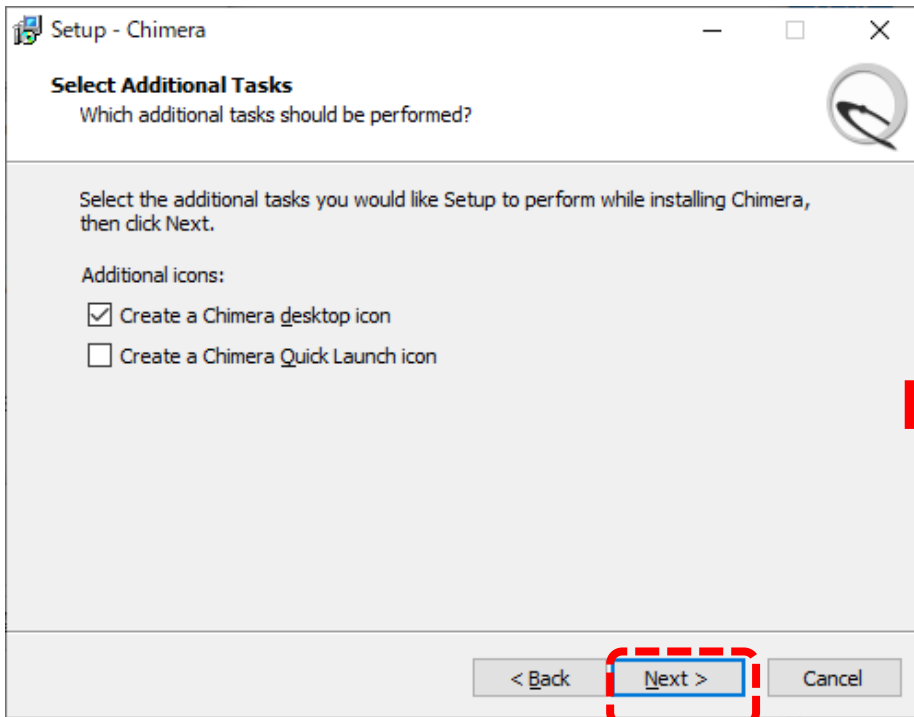 Setup - Chimera
Select Additional Tasks
Which additional tasks should be performed?
Select the additional tasks you would like Setup to perform while installing Chimera,
then click Next.
Additional icons:
Create a Chimera desktop icon
Create a Chimera Quick Launch icon
< Back Next > Cancel